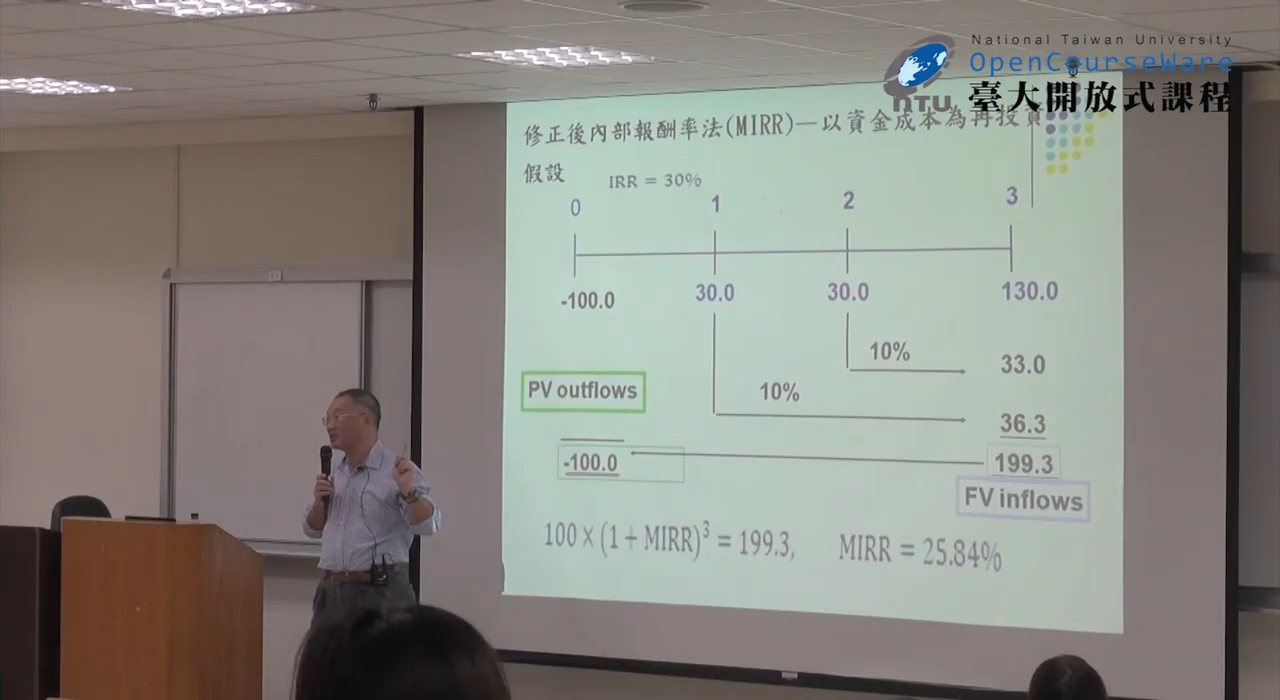 National Taiwan University
OpenCourseWare
NTU 臺大開放式課程
修正後內部報酬率法(MIRR)—以資金成本為再投資
假設
IRR = 30%
0 1 2 3
-100.0 30.0 30.0 130.0
10% 33.0
PV outflows 10%
36.3
-100.0 199.3
FV inflows
100 × (1 + MIRR)³ = 199.3, MIRR = 25.84%